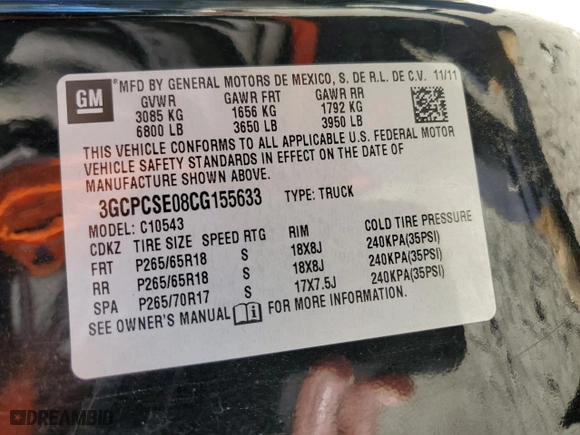 GM
MFD BY GENERAL MOTORS DE MEXICO, S. DE R.L. DE C.V. 11/11
GVWR GAWR FRT GAWR RR
3085 KG 1656 KG 1792 KG
6800 LB 3650 LB 3950 LB
THIS VEHICLE CONFORMS TO ALL APPLICABLE U.S. FEDERAL MOTOR
VEHICLE SAFETY STANDARDS IN EFFECT ON THE DATE OF
MANUFACTURE SHOWN ABOVE.
3GCPCSE08CG155633 TYPE: TRUCK
MODEL: C10543
CDKZ TIRE SIZE SPEED RTG RIM COLD TIRE PRESSURE
FRT P265/65R18 S 18X8J 240KPA(35PSI)
RR P265/65R18 S 18X8J 240KPA(35PSI)
SPA P265/70R17 S 17X7.5J 240KPA(35PSI)
SEE OWNER'S MANUAL i FOR MORE INFORMATION.
DREAMBID